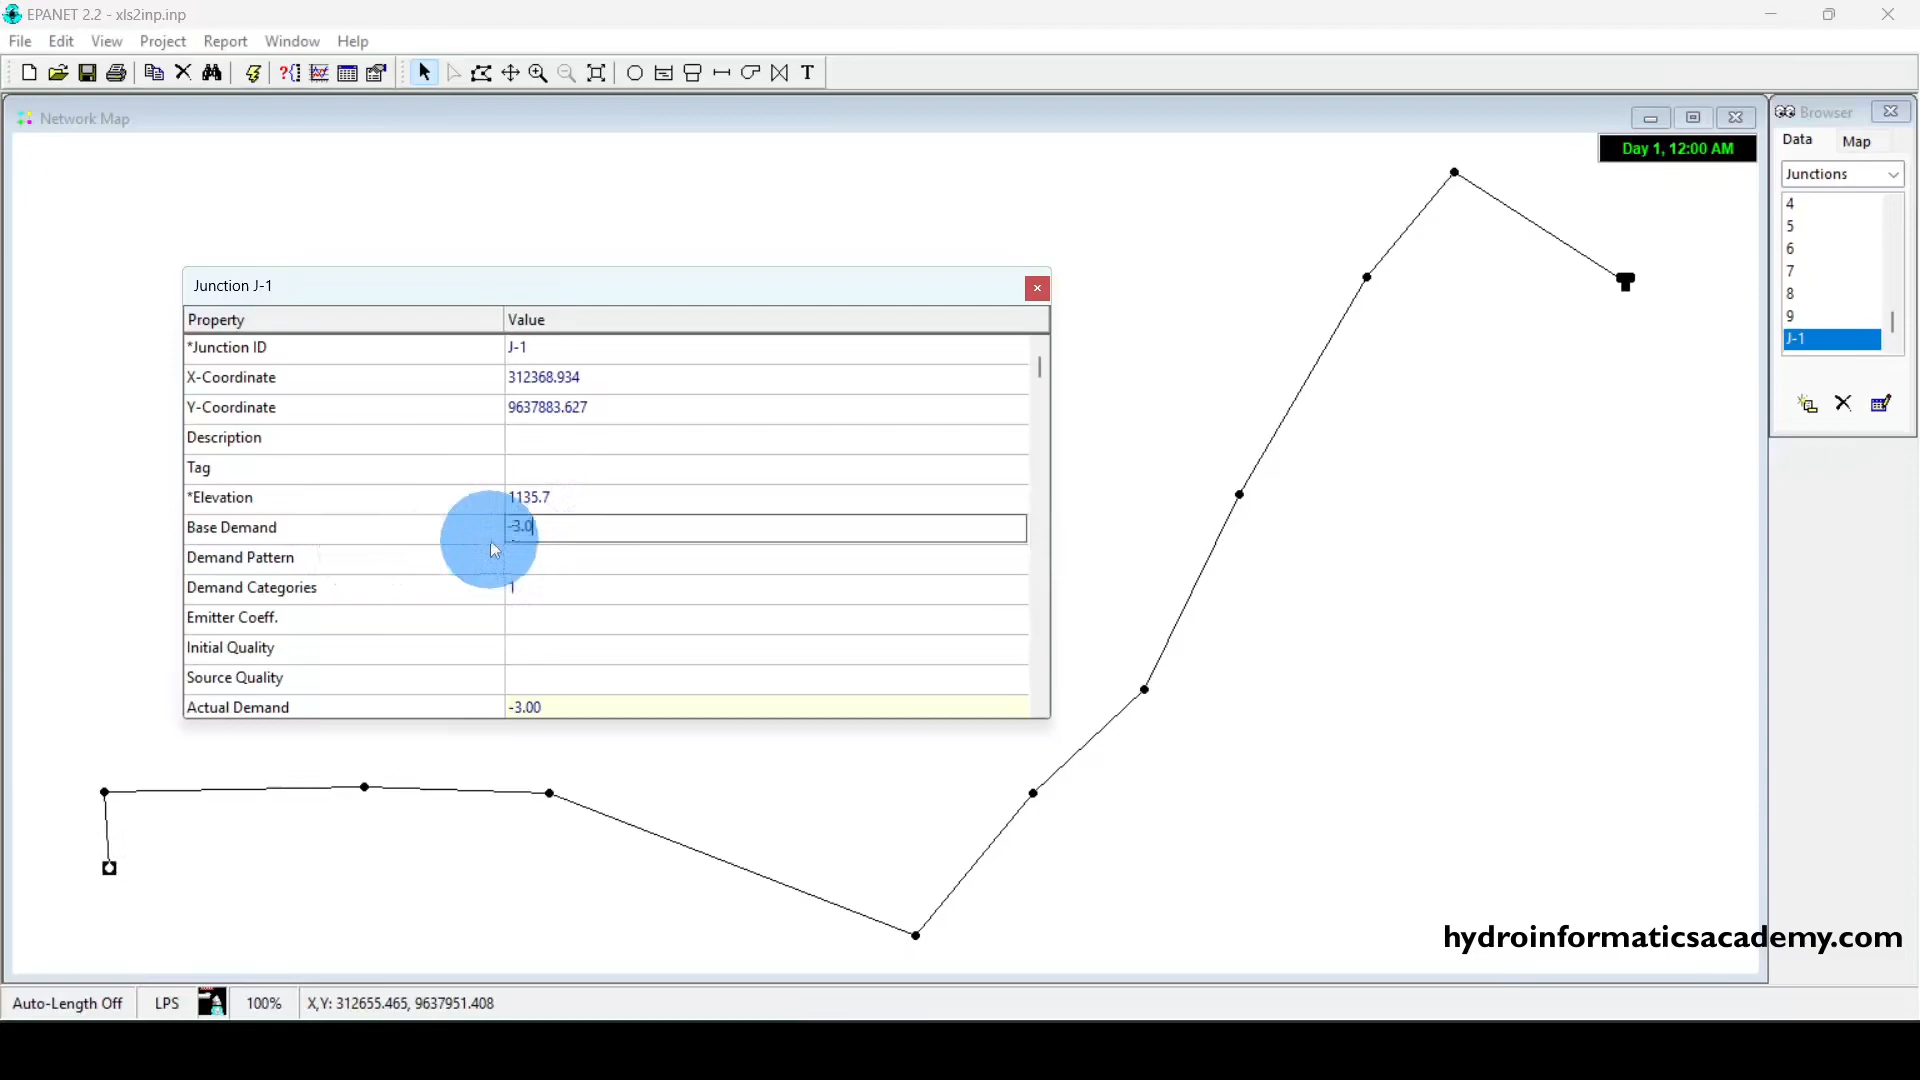 EPANET 2.2 - xls2inp.inp
File Edit View Project Report Window Help
Network Map
Browser
Data Map
Day 1, 12:00 AM
Junctions
4
5
6
7
8
9
J-1
Junction J-1
Property Value
*Junction ID J-1
X-Coordinate 312368.934
Y-Coordinate 9637883.627
Description
Tag
*Elevation 1135.7
Base Demand -3.0
Demand Pattern
Demand Categories 1
Emitter Coeff.
Initial Quality
Source Quality
Actual Demand -3.00
hydroinformaticsacademy.com
Auto-Length Off LPS 100% X,Y: 312655.465, 9637951.408